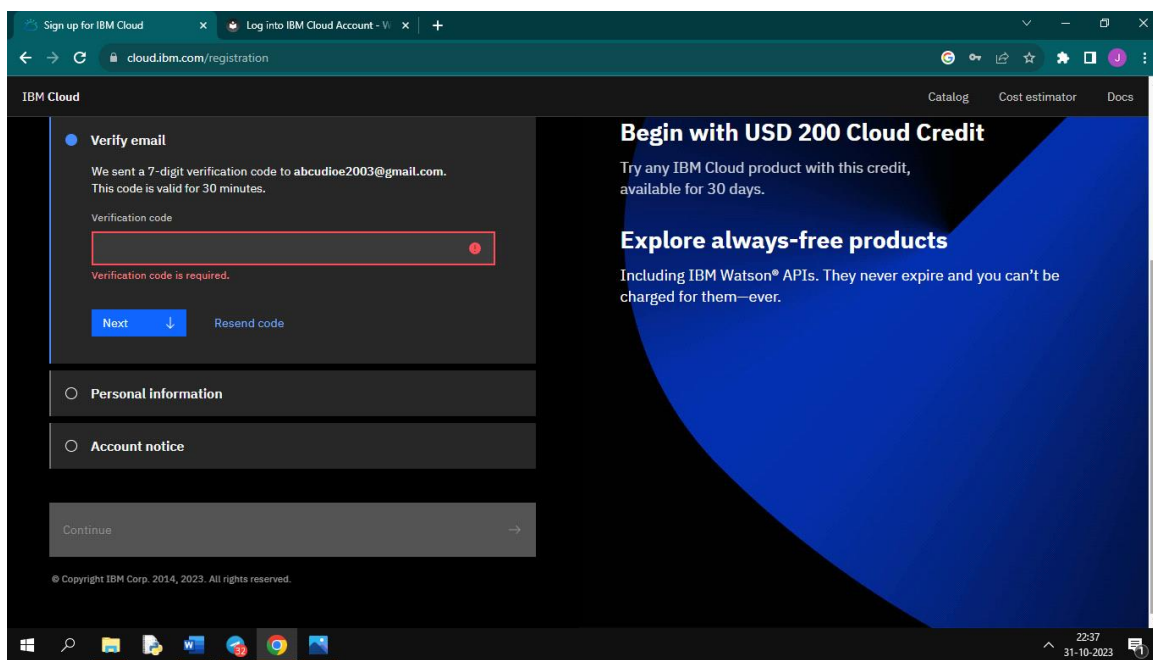 Sign up for IBM Cloud
Log into IBM Cloud Account - W
cloud.ibm.com/registration
J
IBM Cloud
Catalog Cost estimator Docs
Verify email
We sent a 7-digit verification code to abcudioe2003@gmail.com.
This code is valid for 30 minutes.
Verification code
Verification code is required.
Next Resend code
Personal information
Account notice
Continue
© Copyright IBM Corp. 2014, 2023. All rights reserved.
Begin with USD 200 Cloud Credit
Try any IBM Cloud product with this credit,
available for 30 days.
Explore always-free products
Including IBM Watson® APIs. They never expire and you can't be
charged for them—ever.
32
22:37
31-10-2023
1